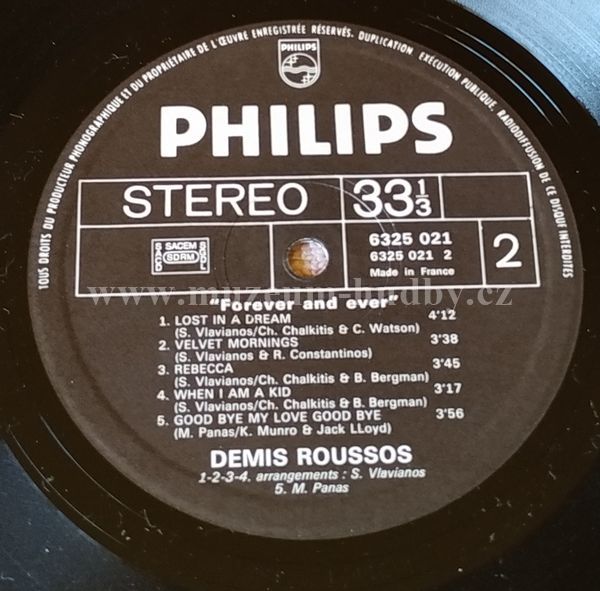 TOUS DROITS DU PRODUCTEUR PHONOGRAPHIQUE ET DU PROPRIÉTAIRE DE L'ŒUVRE ENREGISTRÉE RÉSERVÉS. DUPLICATION, EXÉCUTION PUBLIQUE, RADIODIFFUSION DE CE DISQUE INTERDITES
PHILIPS
PHILIPS
STEREO 33 1/3
SACEM
SDRM
6325 021
6325 021 2
Made in France
2
www.muzeum-hudby.cz
"Forever and ever"
1. LOST IN A DREAM 4'12
(S. Vlavianos/Ch. Chalkitis & C. Watson)
2. VELVET MORNINGS 3'38
(S. Vlavianos & R. Constantinos)
3. REBECCA 3'45
(S. Vlavianos/Ch. Chalkitis & B. Bergman)
4. WHEN I AM A KID 3'17
(S. Vlavianos/Ch. Chalkitis & B. Bergman)
5. GOOD BYE MY LOVE GOOD BYE 3'56
(M. Panas/K. Munro & Jack LLoyd)
DEMIS ROUSSOS
1-2-3-4. arrangements : S. Vlavianos
5. M. Panas